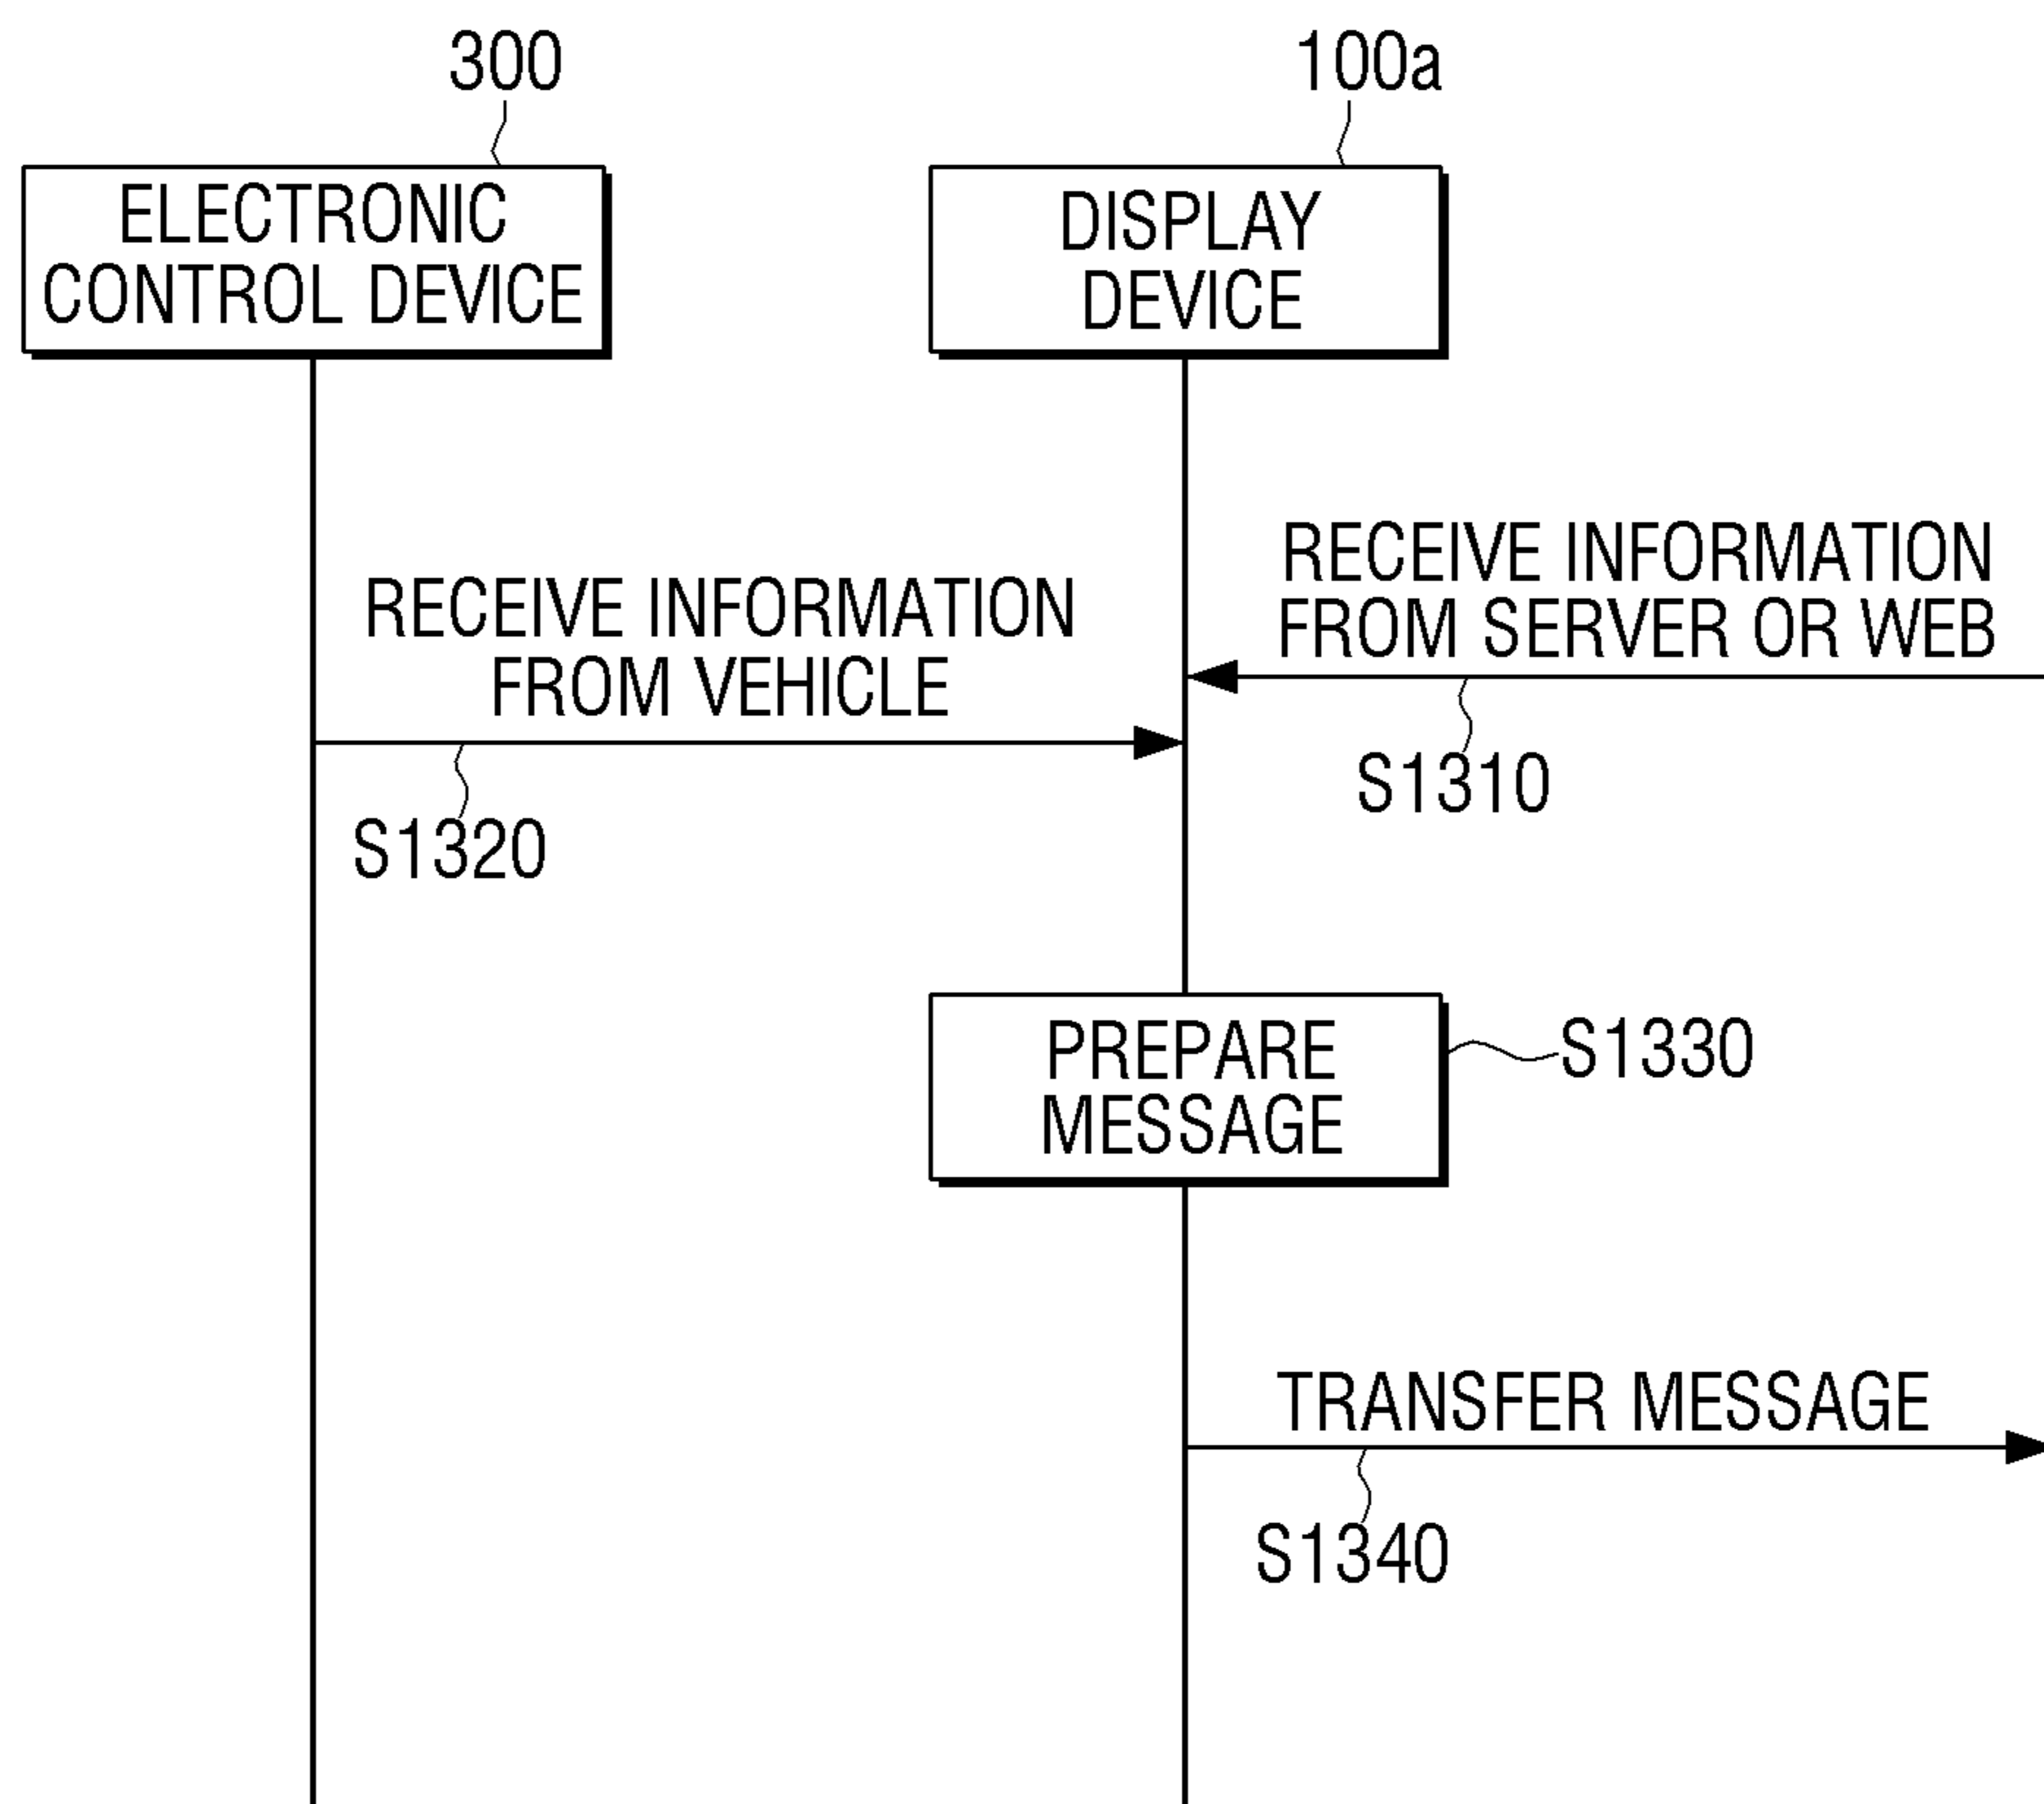 300
100a
ELECTRONIC
CONTROL DEVICE
DISPLAY
DEVICE
RECEIVE INFORMATION
FROM SERVER OR WEB
S1310
RECEIVE INFORMATION
FROM VEHICLE
S1320
PREPARE
MESSAGE
S1330
TRANSFER MESSAGE
S1340